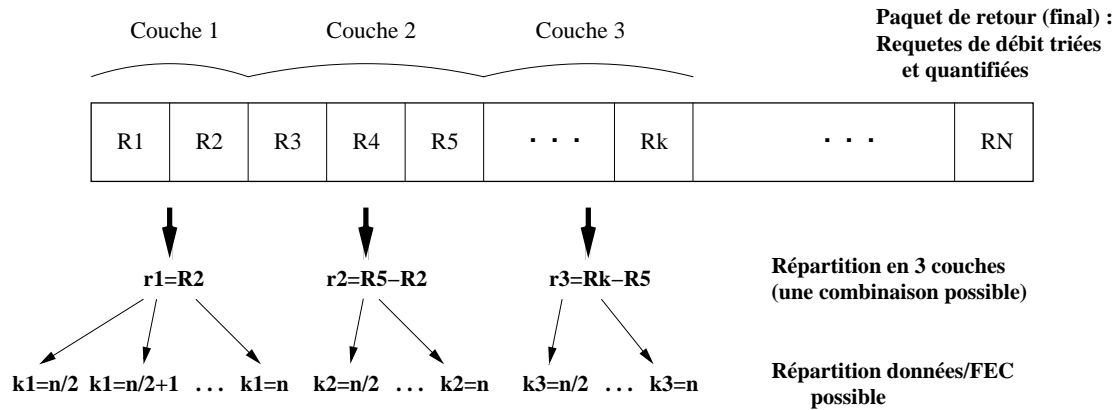 Couche 1 Couche 2 Couche 3
Paquet de retour (final) :
Requetes de débit triées
et quantifiées
R1 R2 R3 R4 R5 . . . Rk . . . RN
r1=R2 r2=R5−R2 r3=Rk−R5
Répartition en 3 couches
(une combinaison possible)
k1=n/2 k1=n/2+1 . . . k1=n k2=n/2 . . . k2=n k3=n/2 . . . k3=n
Répartition données/FEC
possible